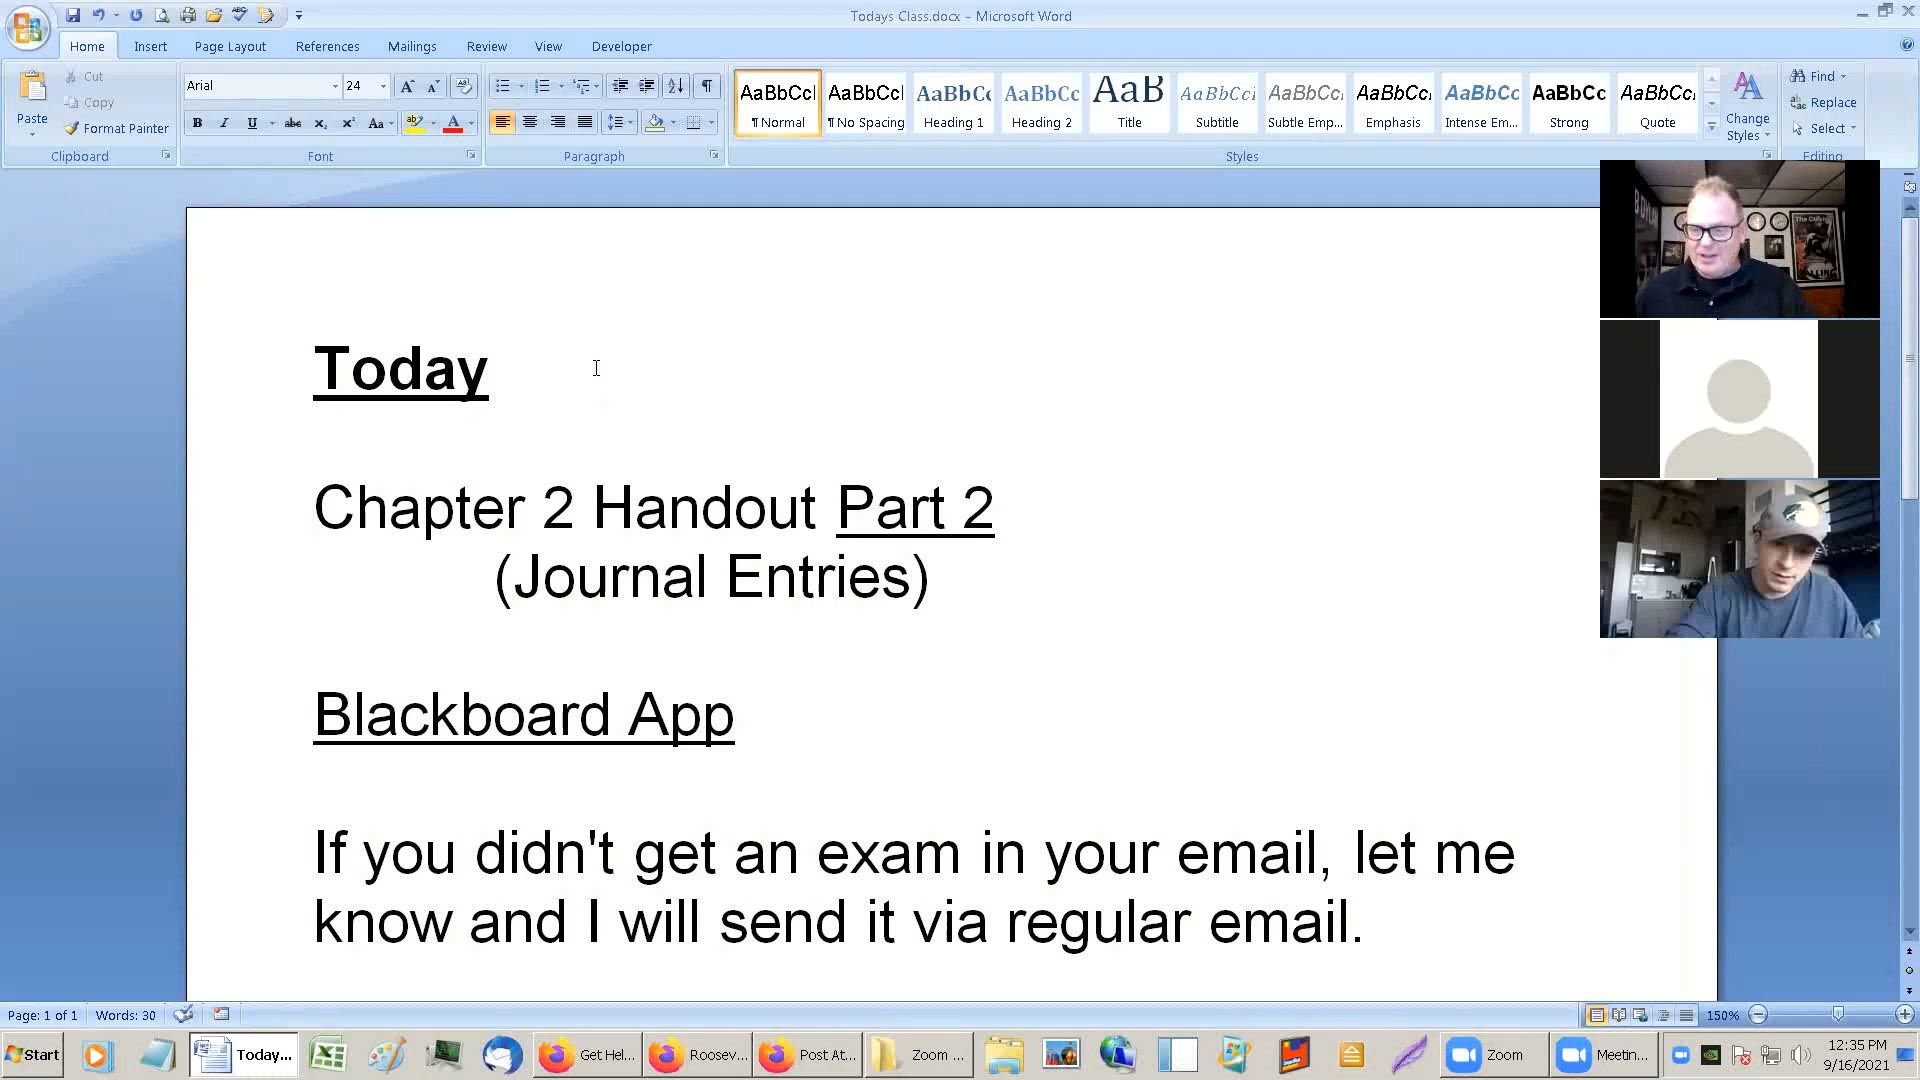 Todays Class.docx - Microsoft Word
Home Insert Page Layout References Mailings Review View Developer
Paste
Cut
Copy
Format Painter
Clipboard
Arial 24
Font
Paragraph
AaBbCcI AaBbCcI AaBbCc AaBbCc AaB AaBbCcI AaBbCcI AaBbCcI AaBbCc AaBbCc AaBbCcI
¶ Normal ¶ No Spacing Heading 1 Heading 2 Title Subtitle Subtle Emp... Emphasis Intense Em... Strong Quote
Change Styles
Styles
Find
Replace
Select
Editing
Today
Chapter 2 Handout Part 2
(Journal Entries)
Blackboard App
If you didn't get an exam in your email, let me
know and I will send it via regular email.
Page: 1 of 1 Words: 30
150%
Start Today... Get Hel... Roosev... Post At... Zoom ... Zoom Meetin...
12:35 PM
9/16/2021